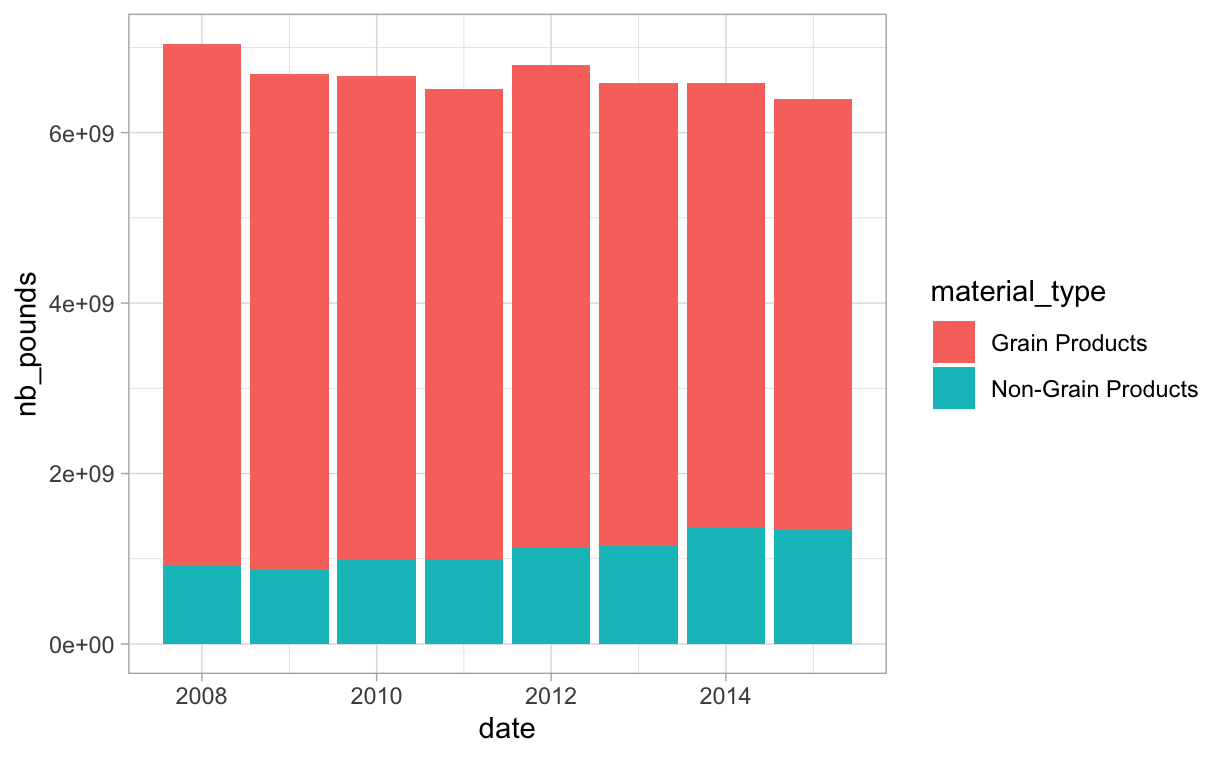 nb_pounds
6e+09
4e+09
2e+09
0e+00
2008 2010 2012 2014
date
material_type
Grain Products
Non-Grain Products